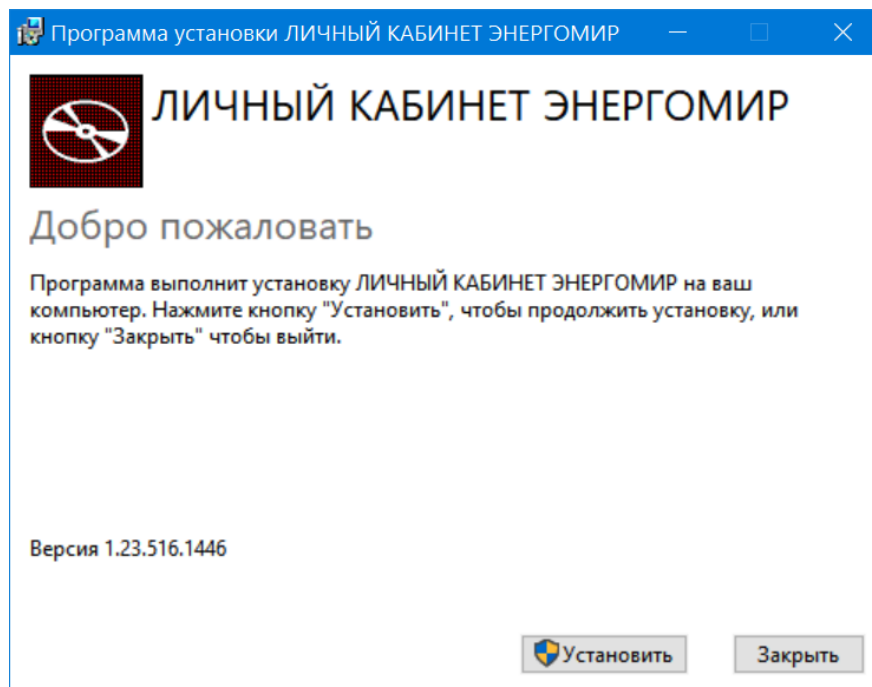 Программа установки ЛИЧНЫЙ КАБИНЕТ ЭНЕРГОМИР
ЛИЧНЫЙ КАБИНЕТ ЭНЕРГОМИР
Добро пожаловать
Программа выполнит установку ЛИЧНЫЙ КАБИНЕТ ЭНЕРГОМИР на ваш
компьютер. Нажмите кнопку "Установить", чтобы продолжить установку, или
кнопку "Закрыть" чтобы выйти.
Версия 1.23.516.1446
Установить
Закрыть